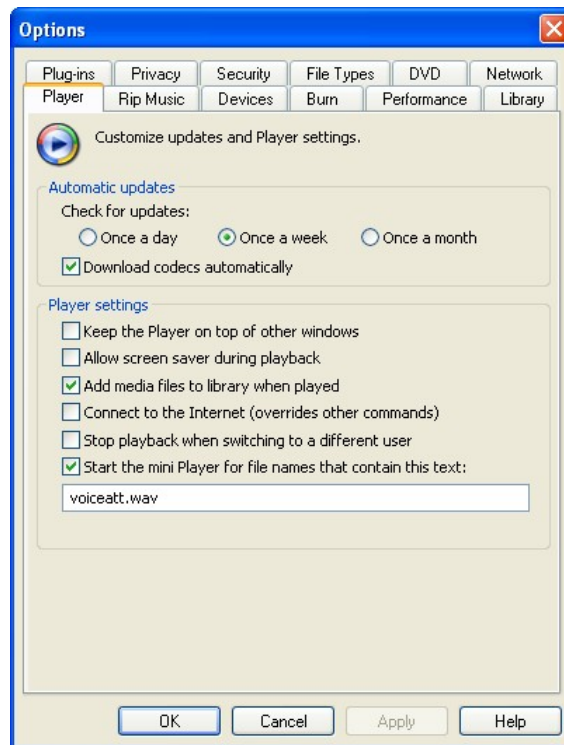 Options
Plug-ins Privacy Security File Types DVD Network
Player Rip Music Devices Burn Performance Library
Customize updates and Player settings.
Automatic updates
Check for updates:
Once a day Once a week Once a month
Download codecs automatically
Player settings
Keep the Player on top of other windows
Allow screen saver during playback
Add media files to library when played
Connect to the Internet (overrides other commands)
Stop playback when switching to a different user
Start the mini Player for file names that contain this text:
voiceatt.wav
OK Cancel Apply Help